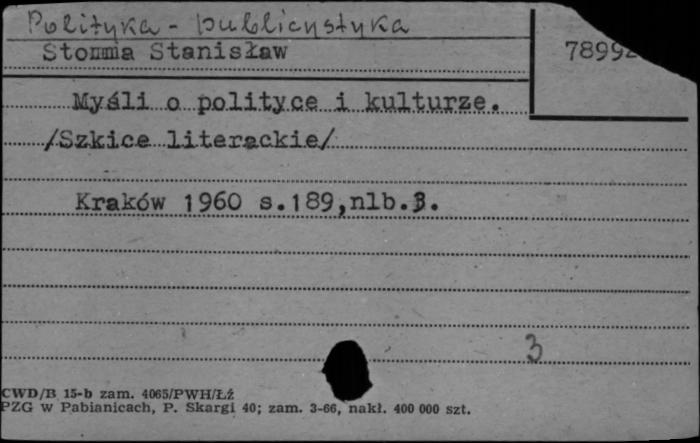 Polityka - publicystyka
Stomma Stanisław
Myśli o polityce i kulturze.
/Szkice literackie/
Kraków 1960 s.189,nlb.3.
3
CWD/B 15-b zam. 4065/PWH/Łż
PZG w Pabianicach, P. Skargi 40; zam. 3-66, nakł. 400 000 szt.